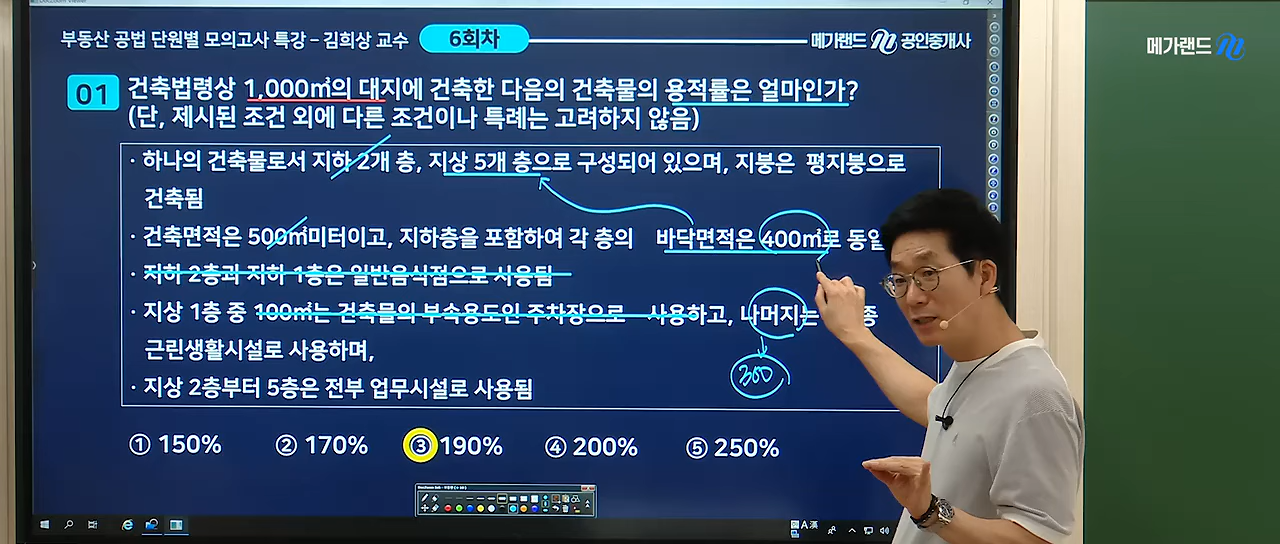 부동산 공법 단원별 모의고사 특강 – 김희상 교수 6회차 메가랜드 공인중개사
메가랜드
01 건축법령상 1,000㎡의 대지에 건축한 다음의 건축물의 용적률은 얼마인가?
(단, 제시된 조건 외에 다른 조건이나 특례는 고려하지 않음)
· 하나의 건축물로서 지하 2개 층, 지상 5개 층으로 구성되어 있으며, 지붕은 평지붕으로
건축됨
· 건축면적은 500㎡미터이고, 지하층을 포함하여 각 층의 바닥면적은 400㎡로 동일
· 지하 2층과 지하 1층은 일반음식점으로 사용됨
· 지상 1층 중 100㎡는 건축물의 부속용도인 주차장으로 사용하고, 나머지는 종
근린생활시설로 사용하며,
300
· 지상 2층부터 5층은 전부 업무시설로 사용됨
① 150% ② 170% ③ 190% ④ 200% ⑤ 250%
A 漢